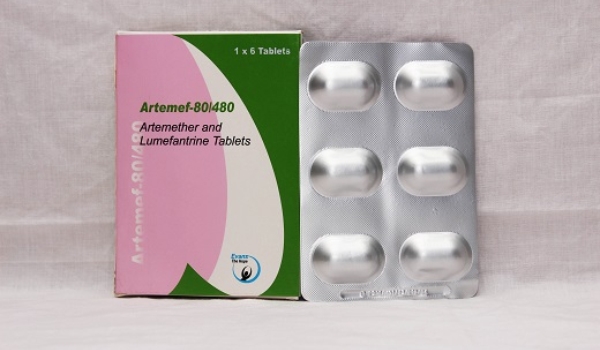 1 x 6 Tablets
Artemef-80/480
Artemether and
Lumefantrine Tablets
Artemef-80/480
Evans